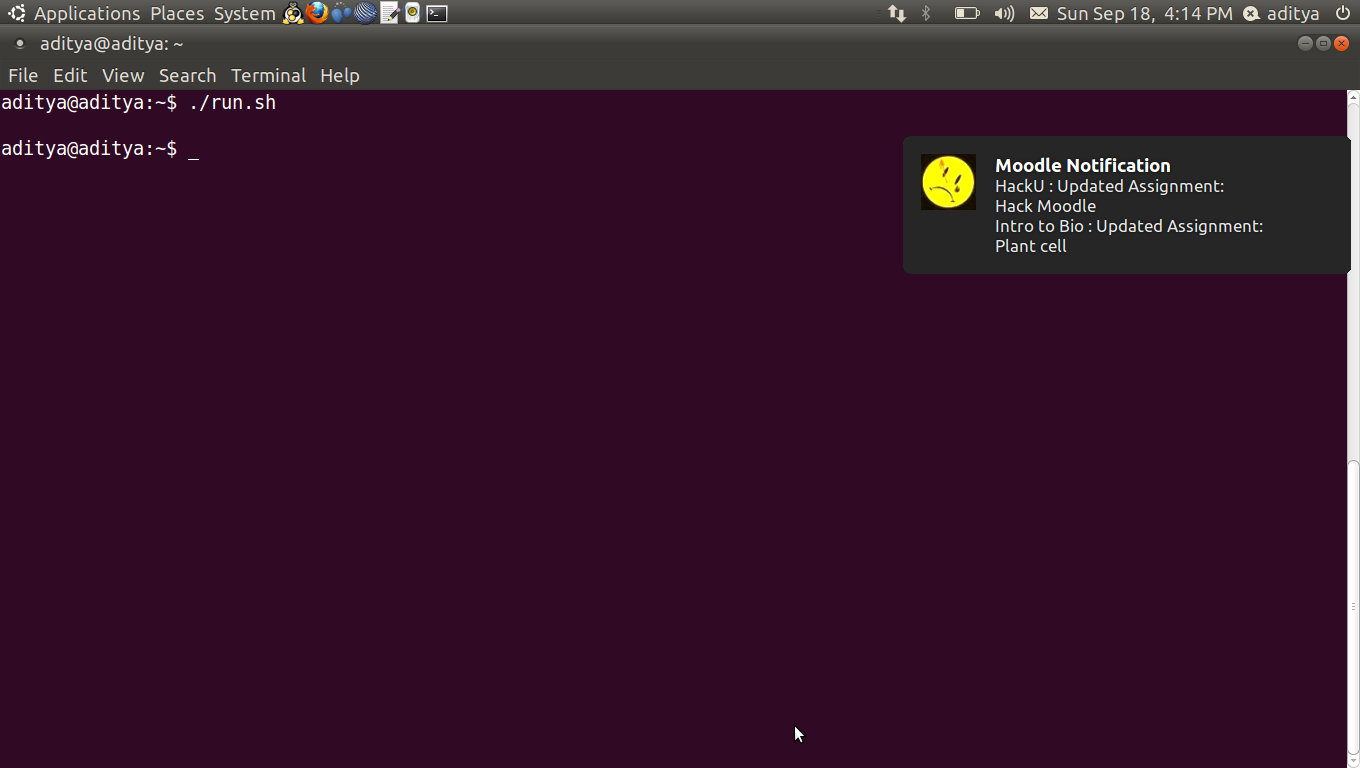 Applications Places System Sun Sep 18, 4:14 PM aditya
aditya@aditya: ~
File Edit View Search Terminal Help
aditya@aditya:~$ ./run.sh
aditya@aditya:~$ _
Moodle Notification
HackU : Updated Assignment:
Hack Moodle
Intro to Bio : Updated Assignment:
Plant cell